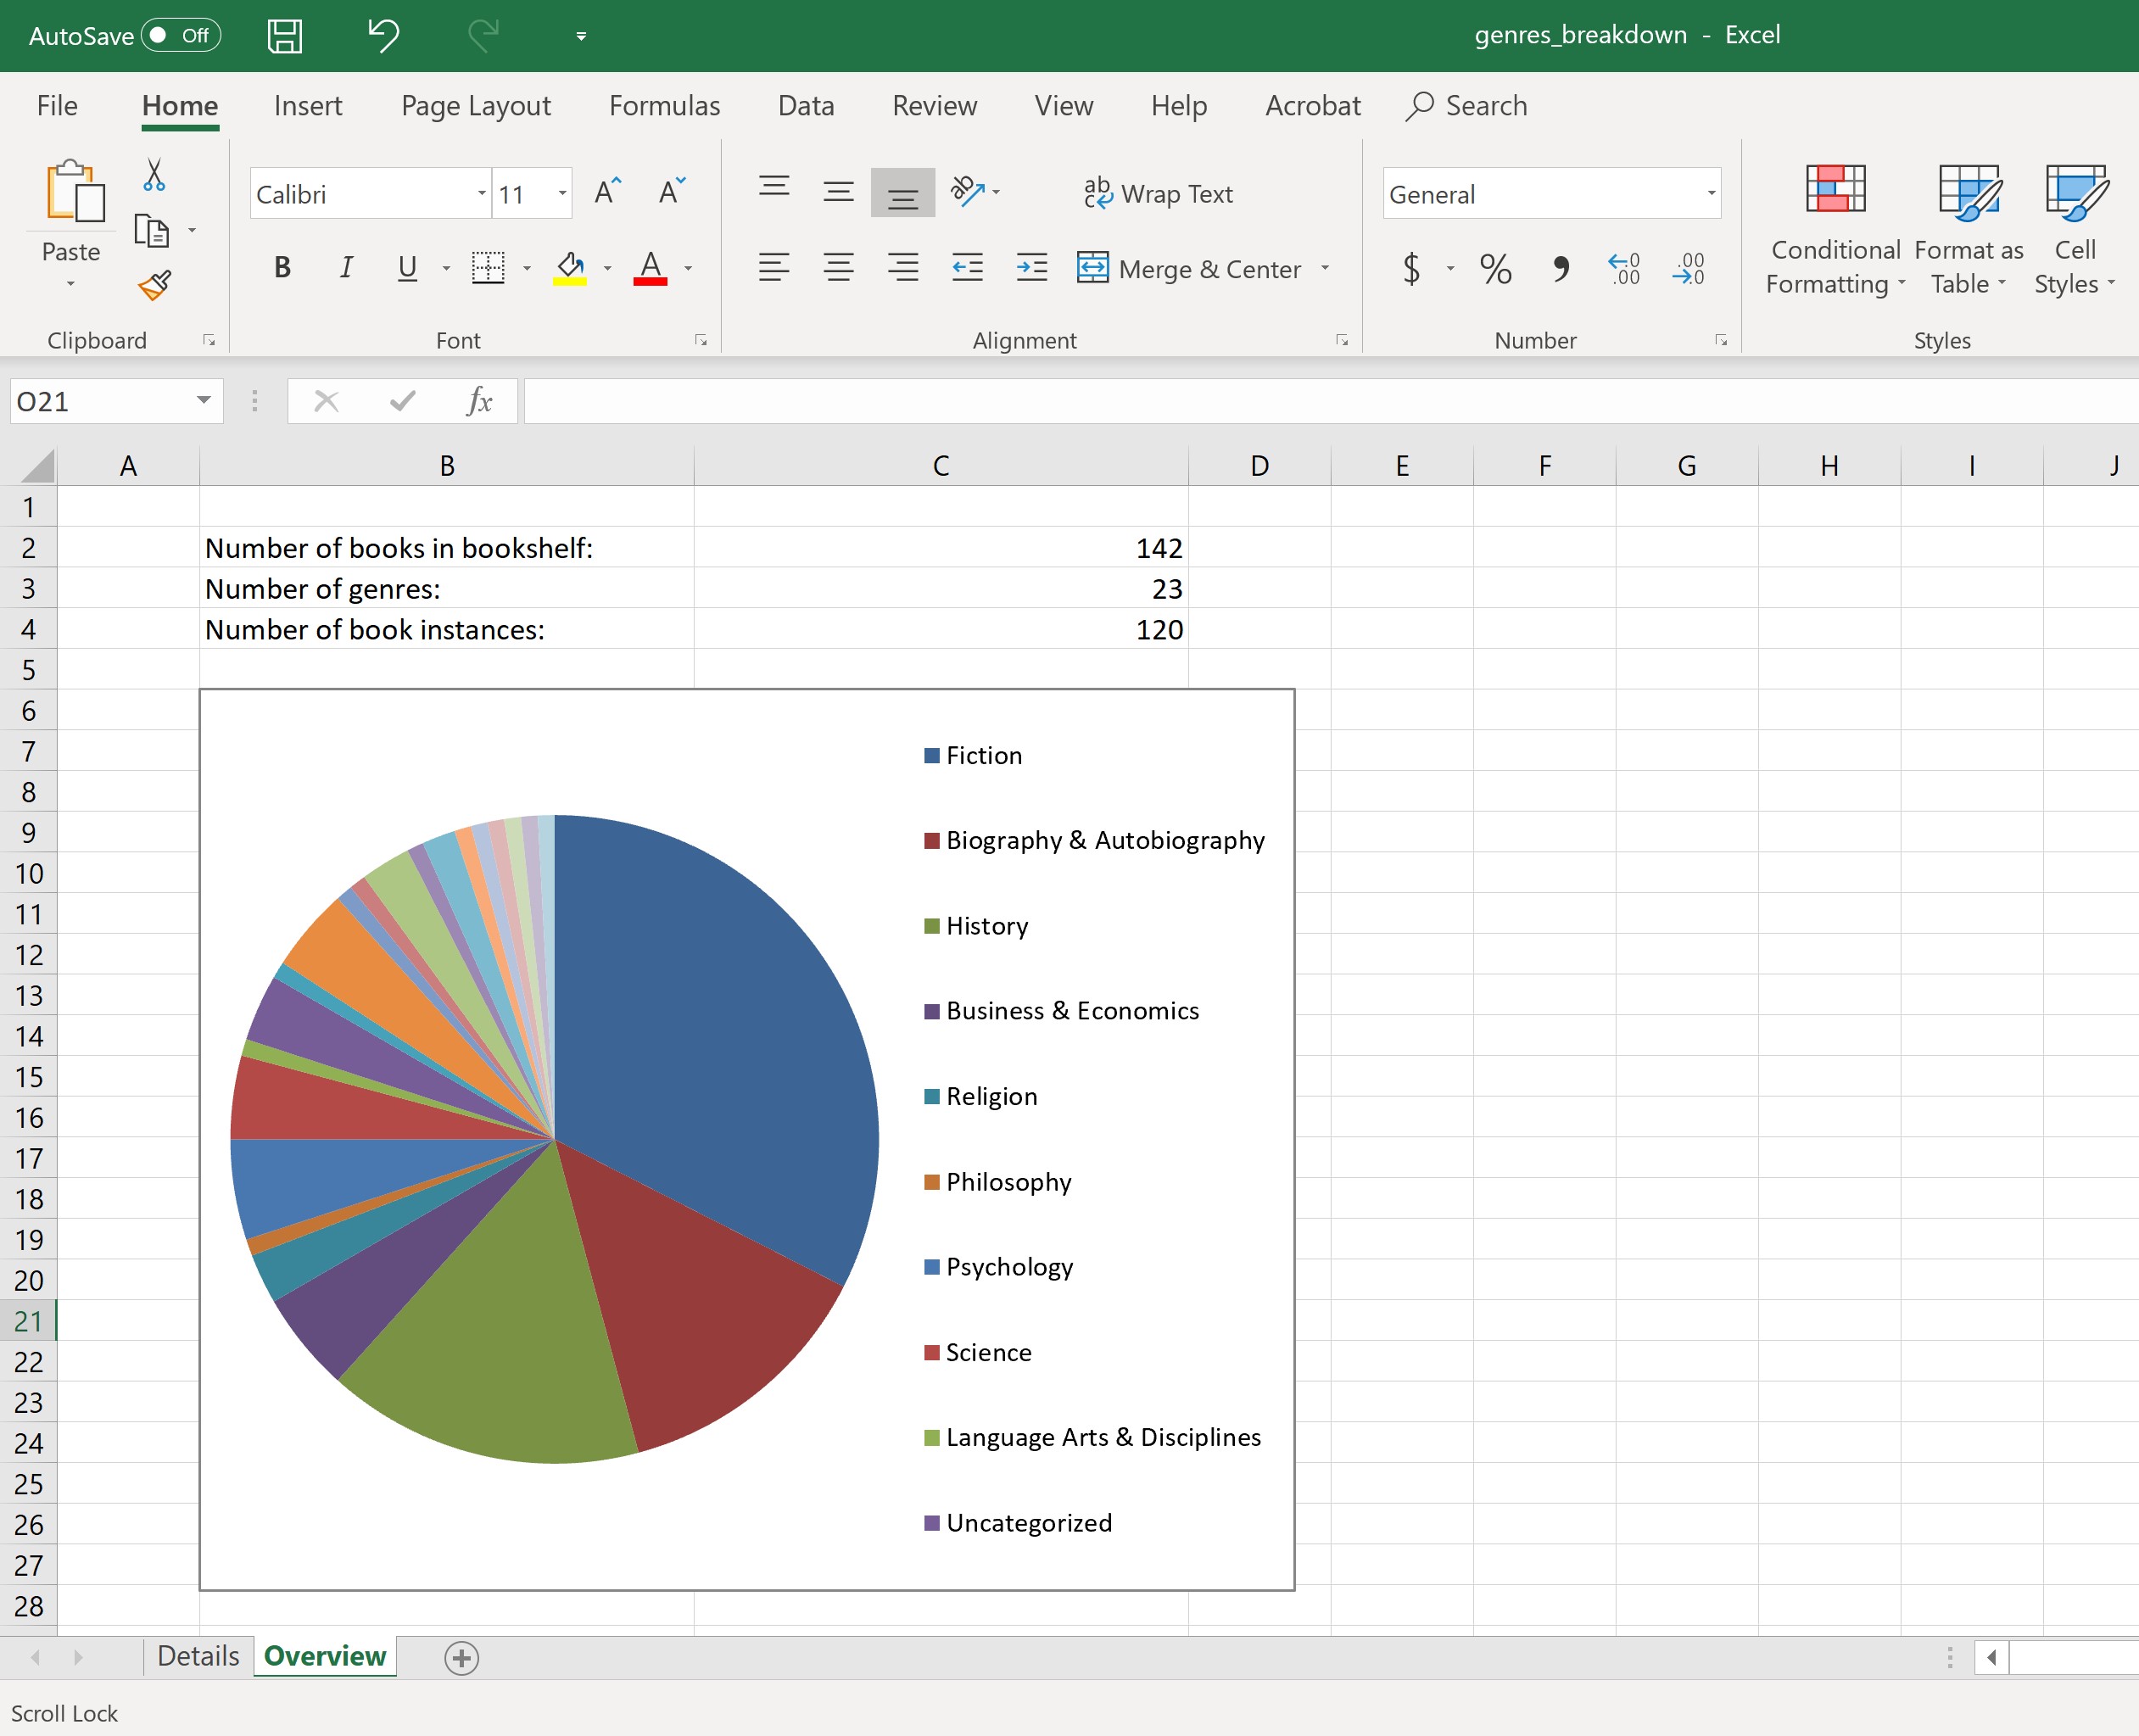 AutoSave Off
genres_breakdown - Excel
File Home Insert Page Layout Formulas Data Review View Help Acrobat Search
Calibri 11 A A ab Wrap Text General
Paste
B I U A Merge & Center $ % , .0 .00 .00 .0
Conditional Formatting Format as Table Cell Styles
Clipboard Font Alignment Number Styles
O21 fx
A B C D E F G H I J
1
2 Number of books in bookshelf: 142
3 Number of genres: 23
4 Number of book instances: 120
5
6
7 Fiction
8
9 Biography & Autobiography
10
11 History
12
13 Business & Economics
14
15 Religion
16
17 Philosophy
18
19
20 Psychology
21
22 Science
23
24 Language Arts & Disciplines
25
26 Uncategorized
27
28
Details Overview
Scroll Lock